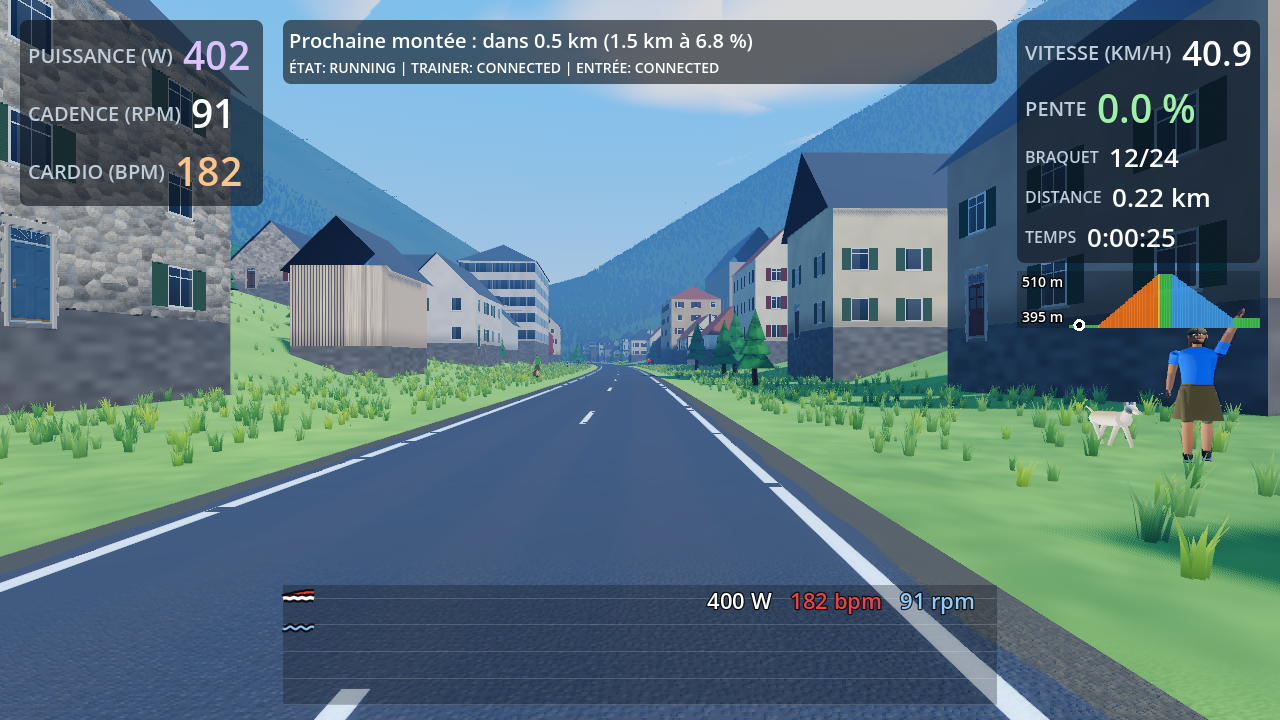 PUISSANCE (W) 402
CADENCE (RPM) 91
CARDIO (BPM) 182
Prochaine montée : dans 0.5 km (1.5 km à 6.8 %)
ÉTAT: RUNNING | TRAINER: CONNECTED | ENTRÉE: CONNECTED
VITESSE (KM/H) 40.9
PENTE 0.0 %
BRAQUET 12/24
DISTANCE 0.22 km
TEMPS 0:00:25
510 m
395 m
400 W 182 bpm 91 rpm